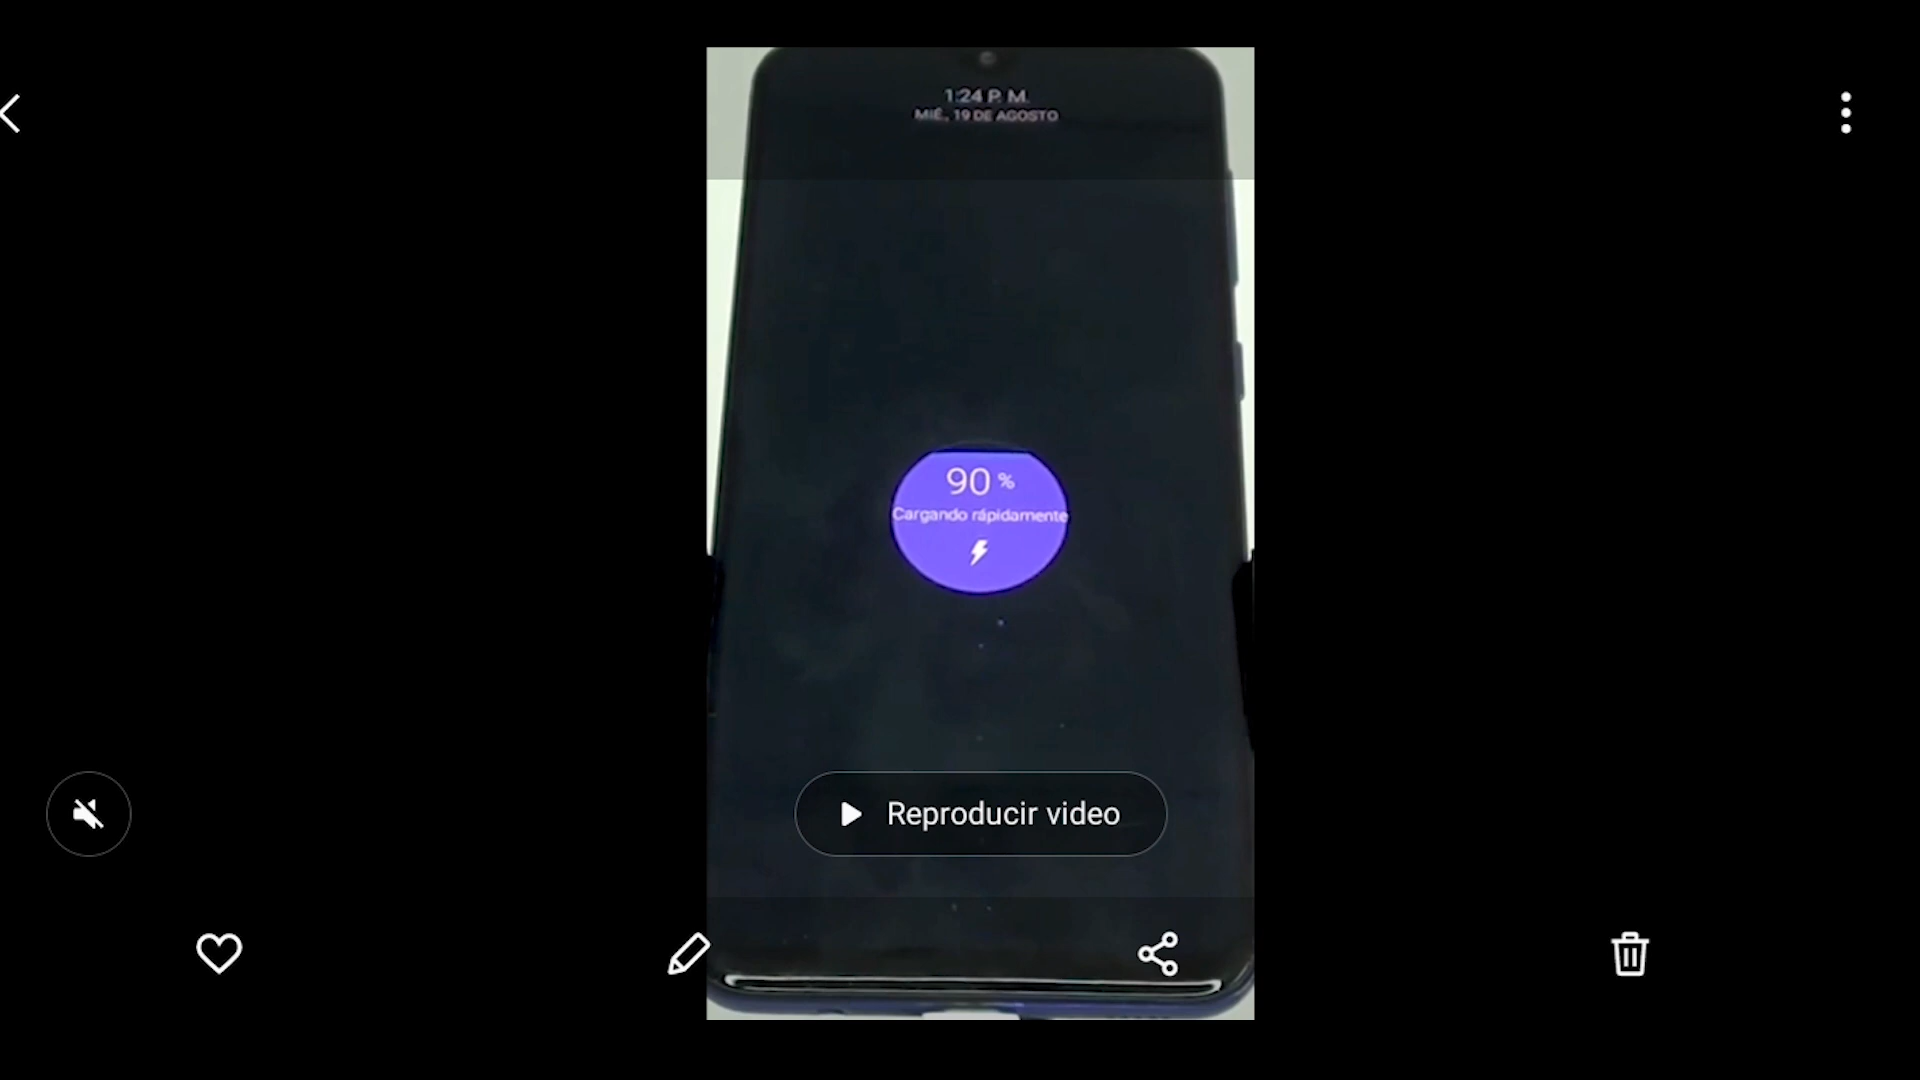 1:24 P. M.
MIÉ., 19 DE AGOSTO
90 %
Cargando rápidamente
Reproducir video